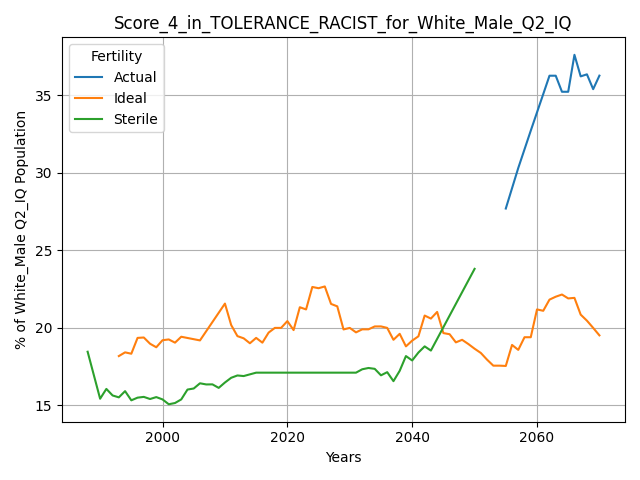 Score_4_in_TOLERANCE_RACIST_for_White_Male_Q2_IQ
Fertility
Actual
Ideal
Sterile
% of White_Male Q2_IQ Population
35
30
25
20
15
2000
2020
2040
2060
Years